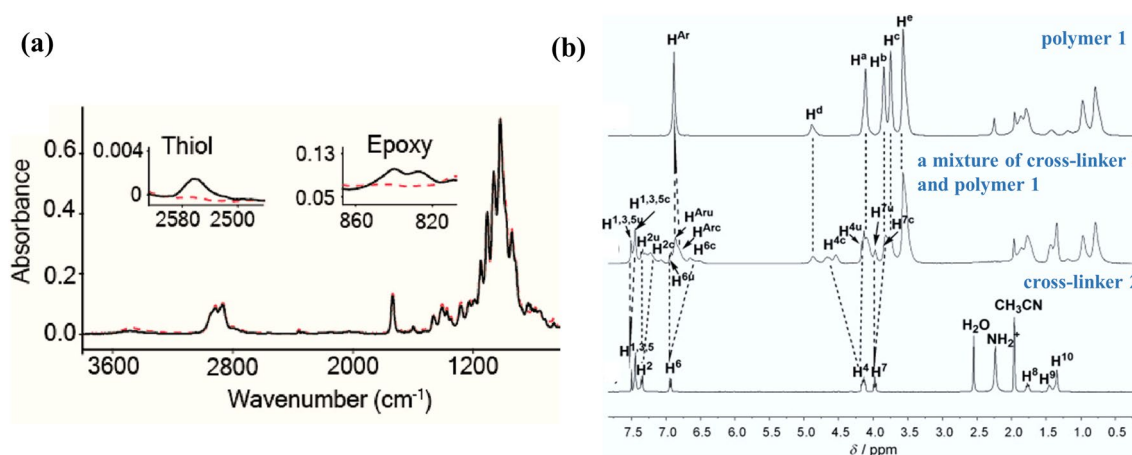 (a)
Absorbance
0.6
0.4
0.2
0.0
0.004
0
Thiol
2580 2500
0.13
0.05
Epoxy
860 820
3600 2800 2000 1200
Wavenumber (cm⁻¹)
(b)
polymer 1
Hᴬʳ
Hᵈ
Hᵃ
Hᵇ
Hᶜ
Hᵉ
a mixture of cross-linker
and polymer 1
H¹,³,⁵ᵘ
H¹,³,⁵ᶜ
H²ᵘ
H²ᶜ
Hᴬʳᵘ
Hᴬʳᶜ
H⁶ᵘ
H⁶ᶜ
H⁴ᶜ
H⁴ᵘ
H⁷ᵘ
H⁷ᶜ
cross-linker 2
H¹,³,⁵
H²
H⁶
H⁴
H⁷
H₂O
NH₂⁺
CH₃CN
H⁸
H⁹
H¹⁰
7.5 7.0 6.5 6.0 5.5 5.0 4.5 4.0 3.5 3.0 2.5 2.0 1.5 1.0 0.5
δ / ppm